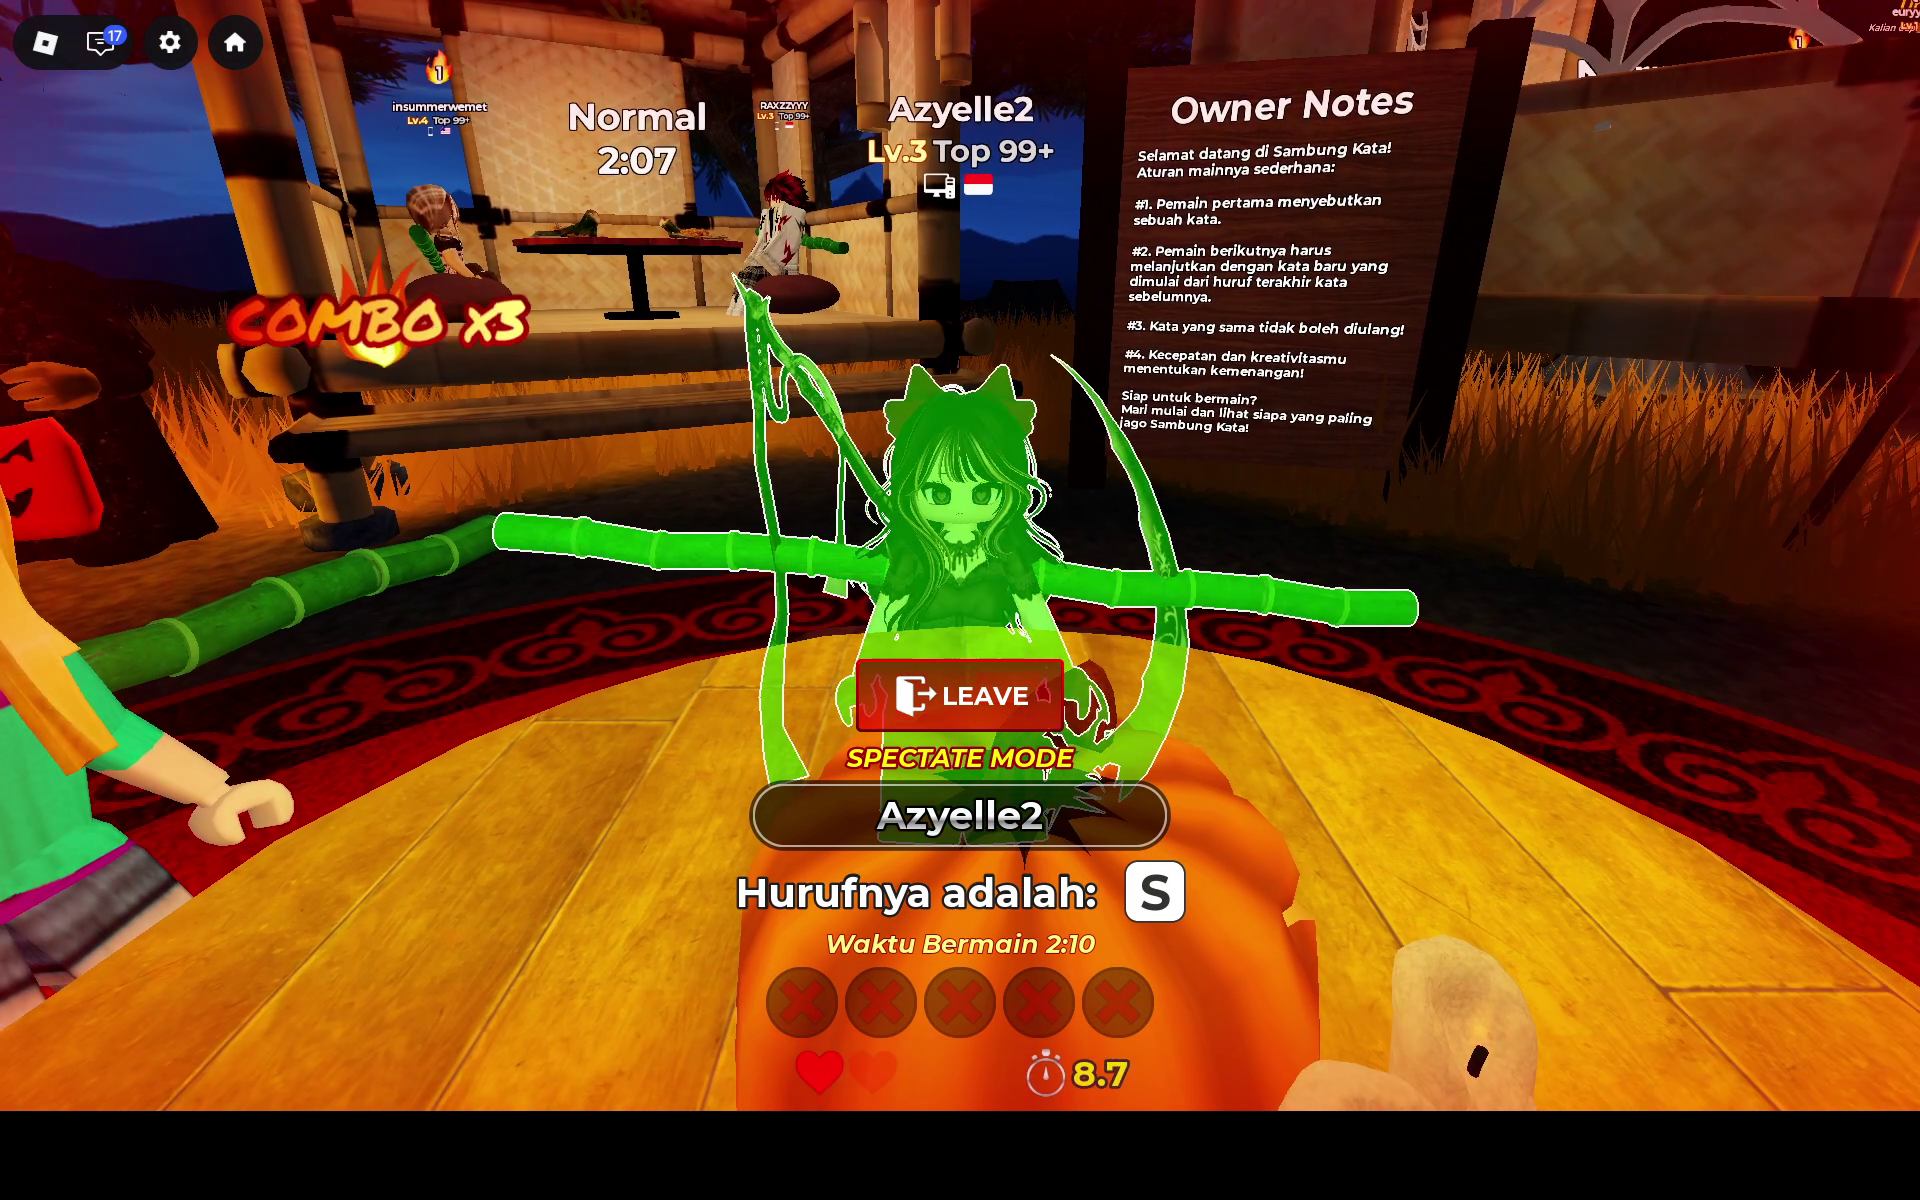 17
1
insummerwemet
Lv.4 Top 99+
Normal
2:07
RAXZZYYY
Lv.3 Top 99+
Azyelle2
Lv.3 Top 99+
COMBO x3
Owner Notes
Selamat datang di Sambung Kata!
Aturan mainnya sederhana:
#1. Pemain pertama menyebutkan
sebuah kata.
#2. Pemain berikutnya harus
melanjutkan dengan kata baru yang
dimulai dari huruf terakhir kata
sebelumnya.
#3. Kata yang sama tidak boleh diulang!
#4. Kecepatan dan kreativitasmu
menentukan kemenangan!
Siap untuk bermain?
Mari mulai dan lihat siapa yang paling
jago Sambung Kata!
1
Kalian
LEAVE
SPECTATE MODE
Azyelle2
Hurufnya adalah: S
Waktu Bermain 2:10
8.7